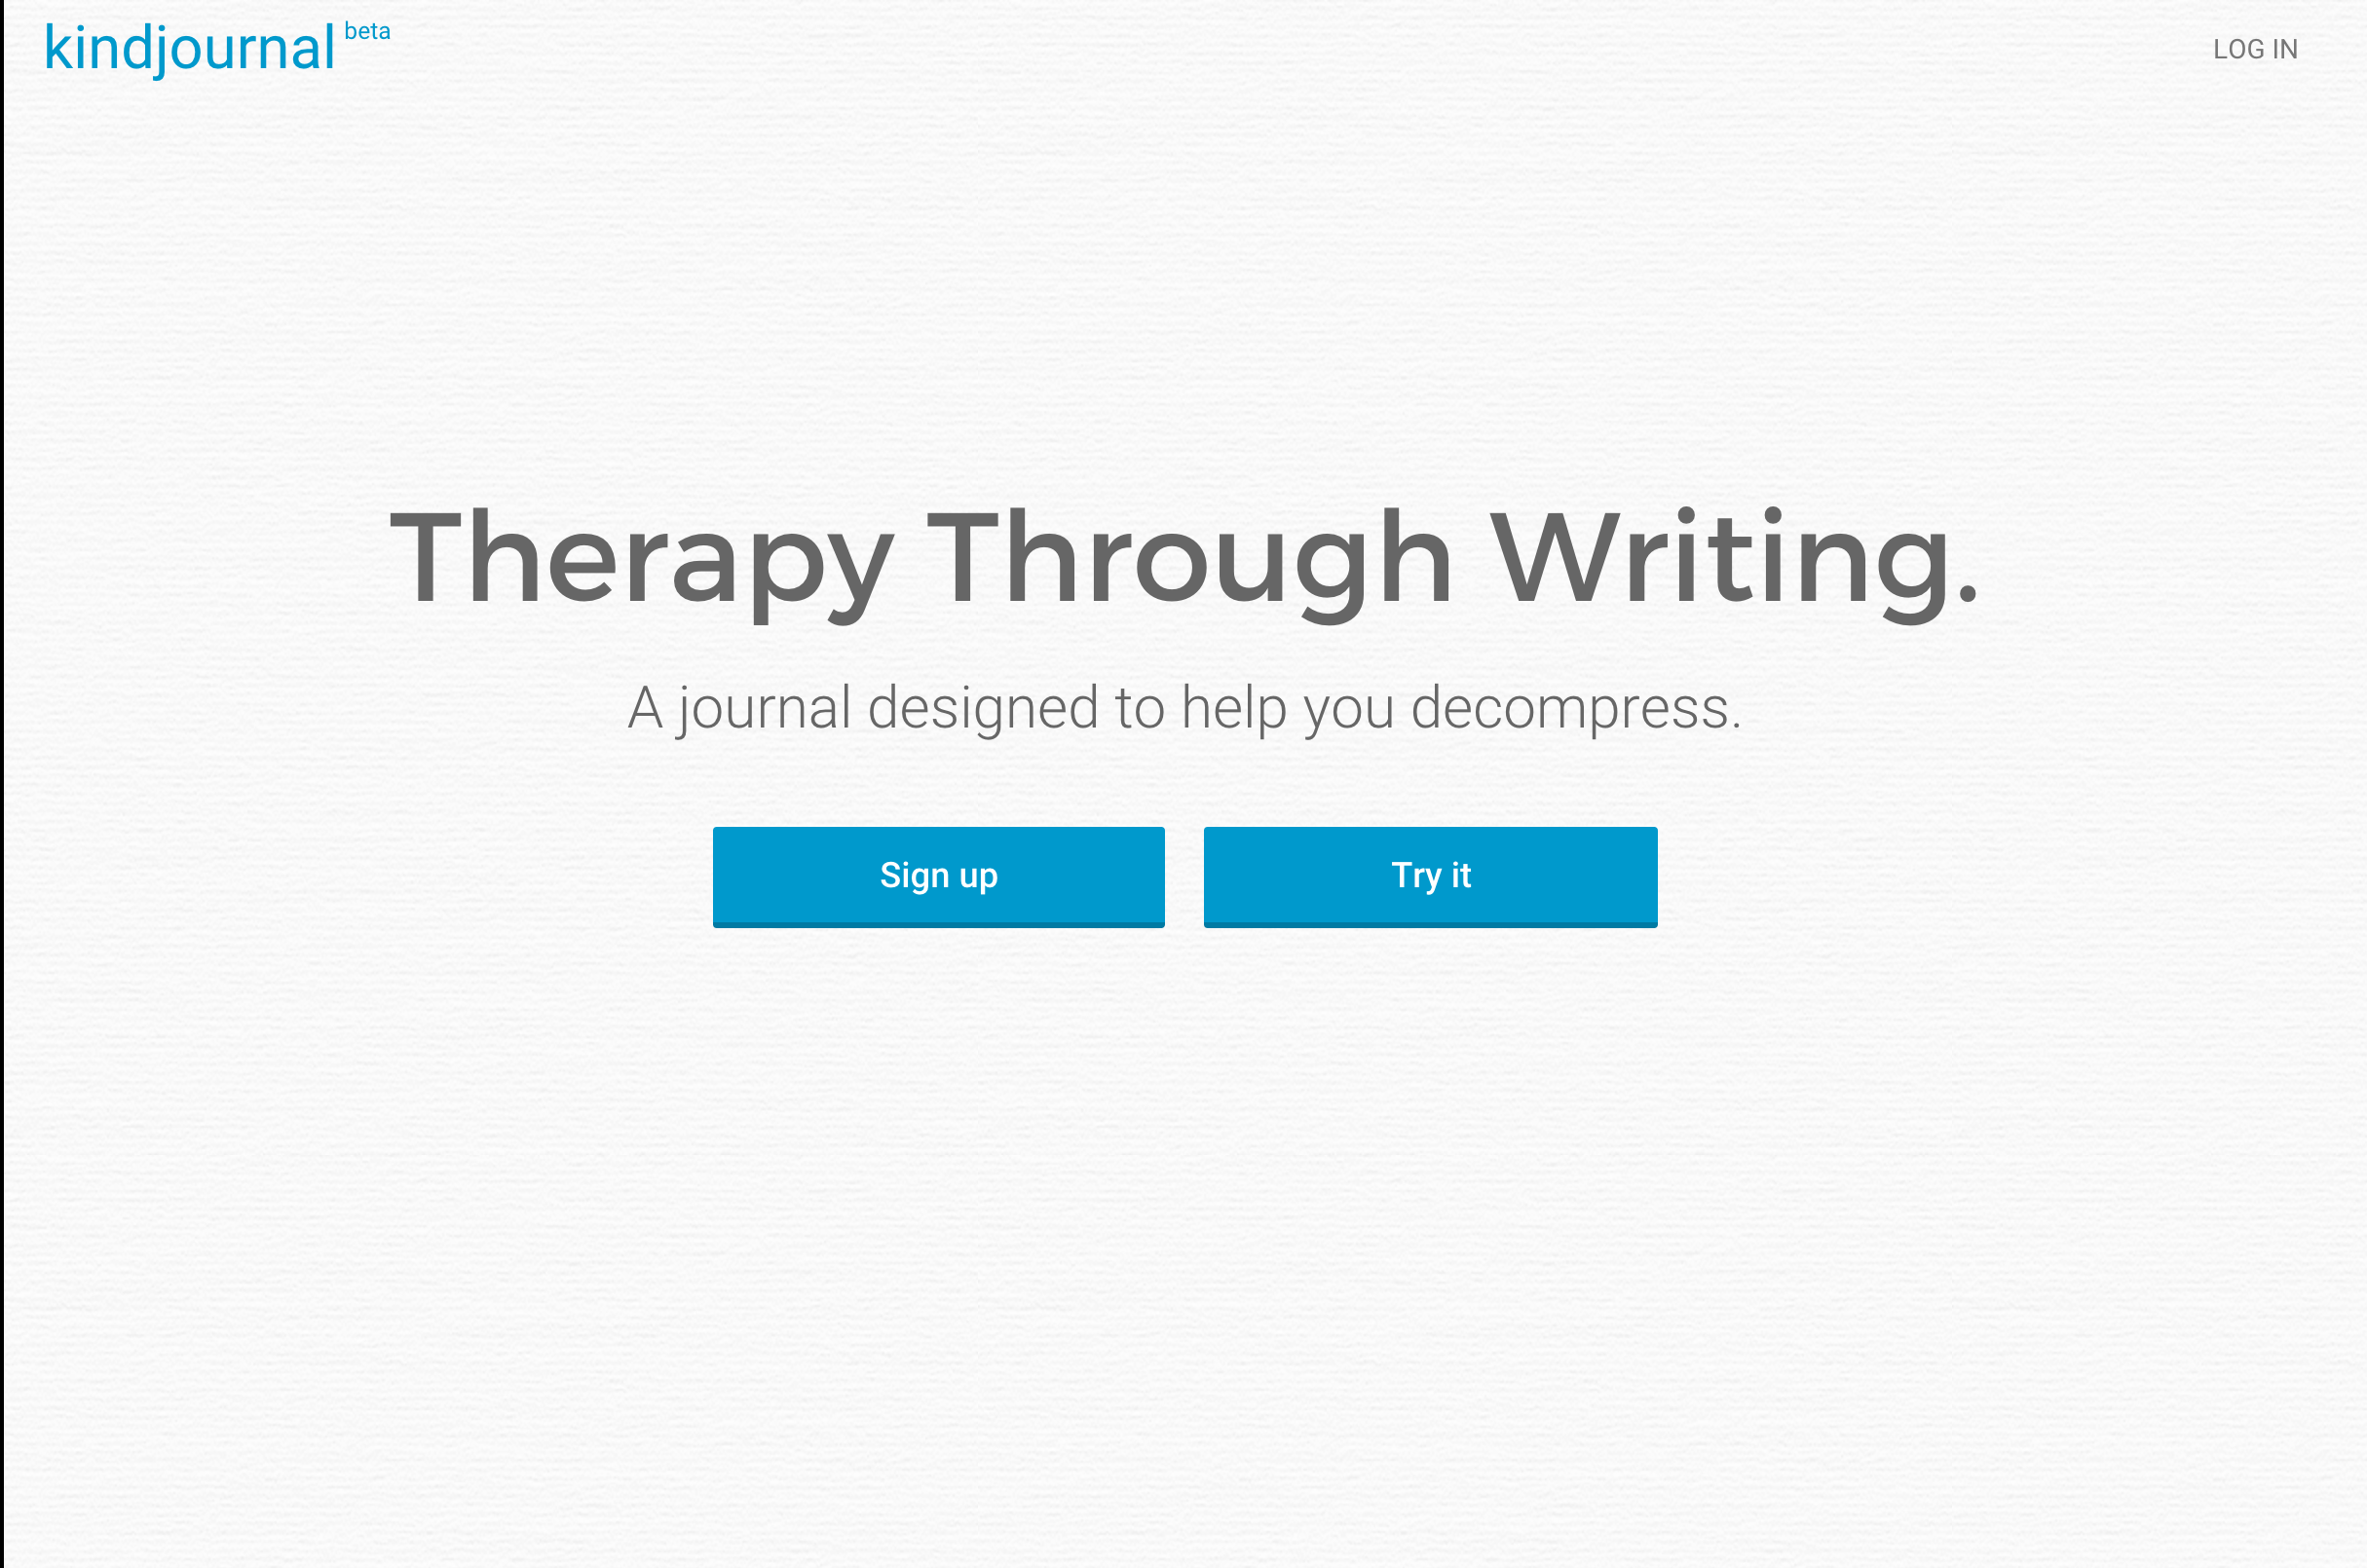 kindjournal beta
LOG IN
Therapy Through Writing.
A journal designed to help you decompress.
Sign up
Try it